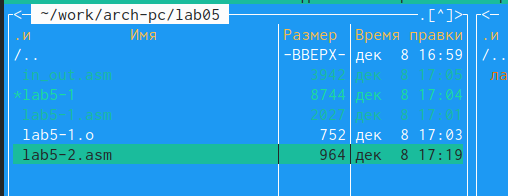 <— ~/work/arch-pc/lab05 —.[^]>
.и Имя Размер Время правки
/.. -ВВЕРХ- дек 8 16:59
in_out.asm 3942 дек 8 17:05
*lab5-1 8744 дек 8 17:04
lab5-1.asm 2027 дек 8 17:01
lab5-1.o 752 дек 8 17:03
lab5-2.asm 964 дек 8 17:19
<—
.и
/..
ла